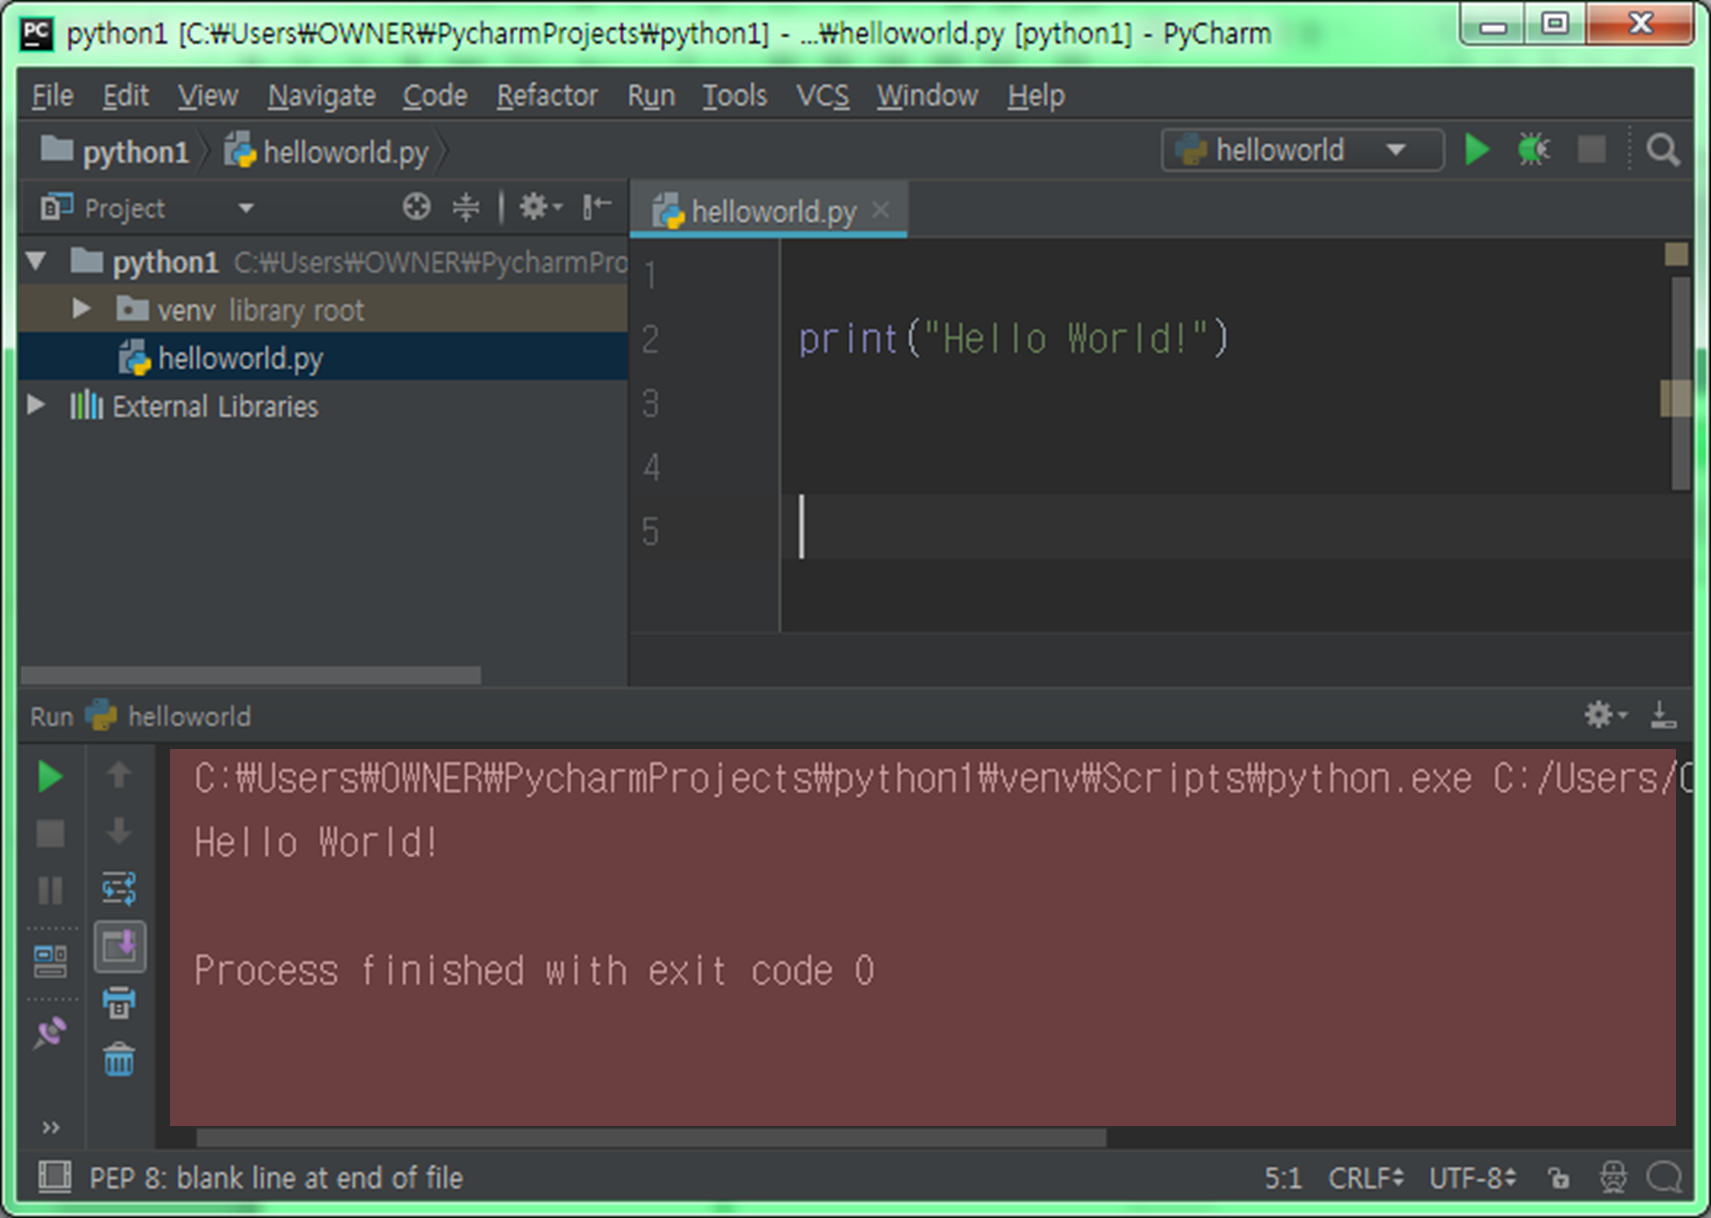 python1 [C:₩Users₩OWNER₩PycharmProjects₩python1] - ...₩helloworld.py [python1] - PyCharm
File Edit View Navigate Code Refactor Run Tools VCS Window Help
python1 helloworld.py helloworld
Project
helloworld.py
python1 C:₩Users₩OWNER₩PycharmPro
venv library root
helloworld.py
External Libraries
1
2 print("Hello World!")
3
4
5
Run helloworld
C:₩Users₩OWNER₩PycharmProjects₩python1₩venv₩Scripts₩python.exe C:/Users/
Hello World!
Process finished with exit code 0
PEP 8: blank line at end of file 5:1 CRLF UTF-8